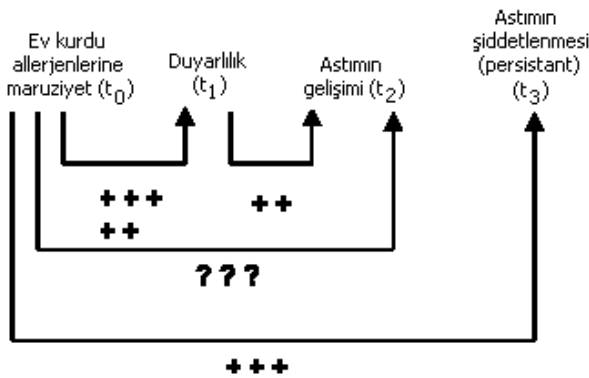 Ev kurdu
allerjenlerine
maruziyet (t0)
Duyarlılık
(t1)
Astımın
gelişimi (t2)
Astımın
şiddetlenmesi
(persistant)
(t3)
+++
++
++
???
+++